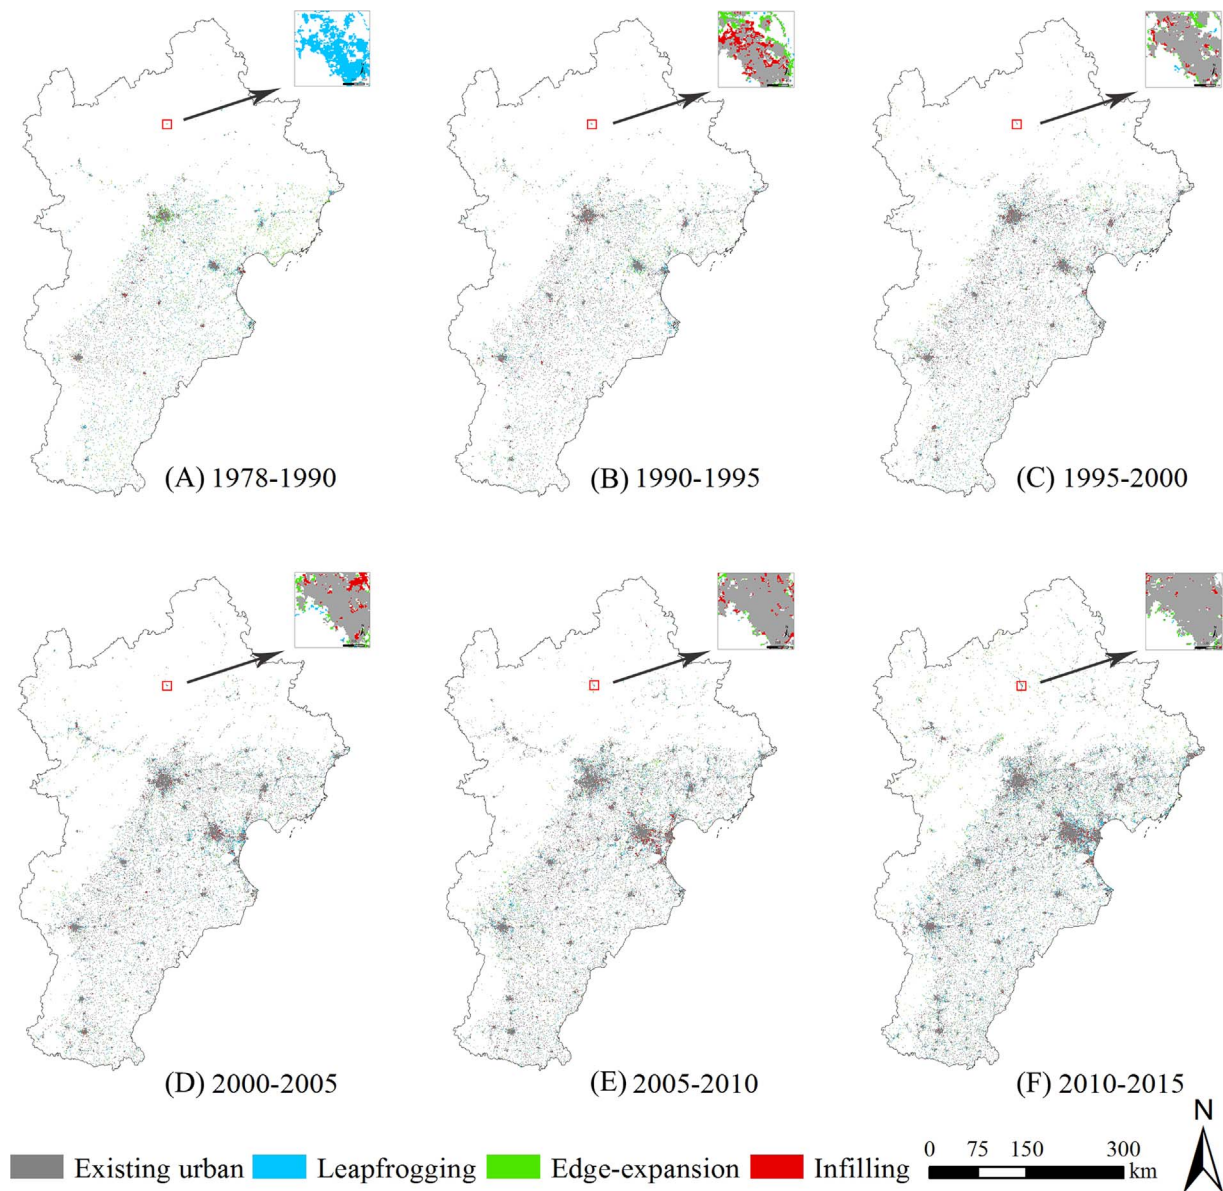 (A) 1978-1990
(B) 1990-1995
(C) 1995-2000
(D) 2000-2005
(E) 2005-2010
(F) 2010-2015
N
Existing urban Leapfrogging Edge-expansion Infilling 0 75 150 300 km